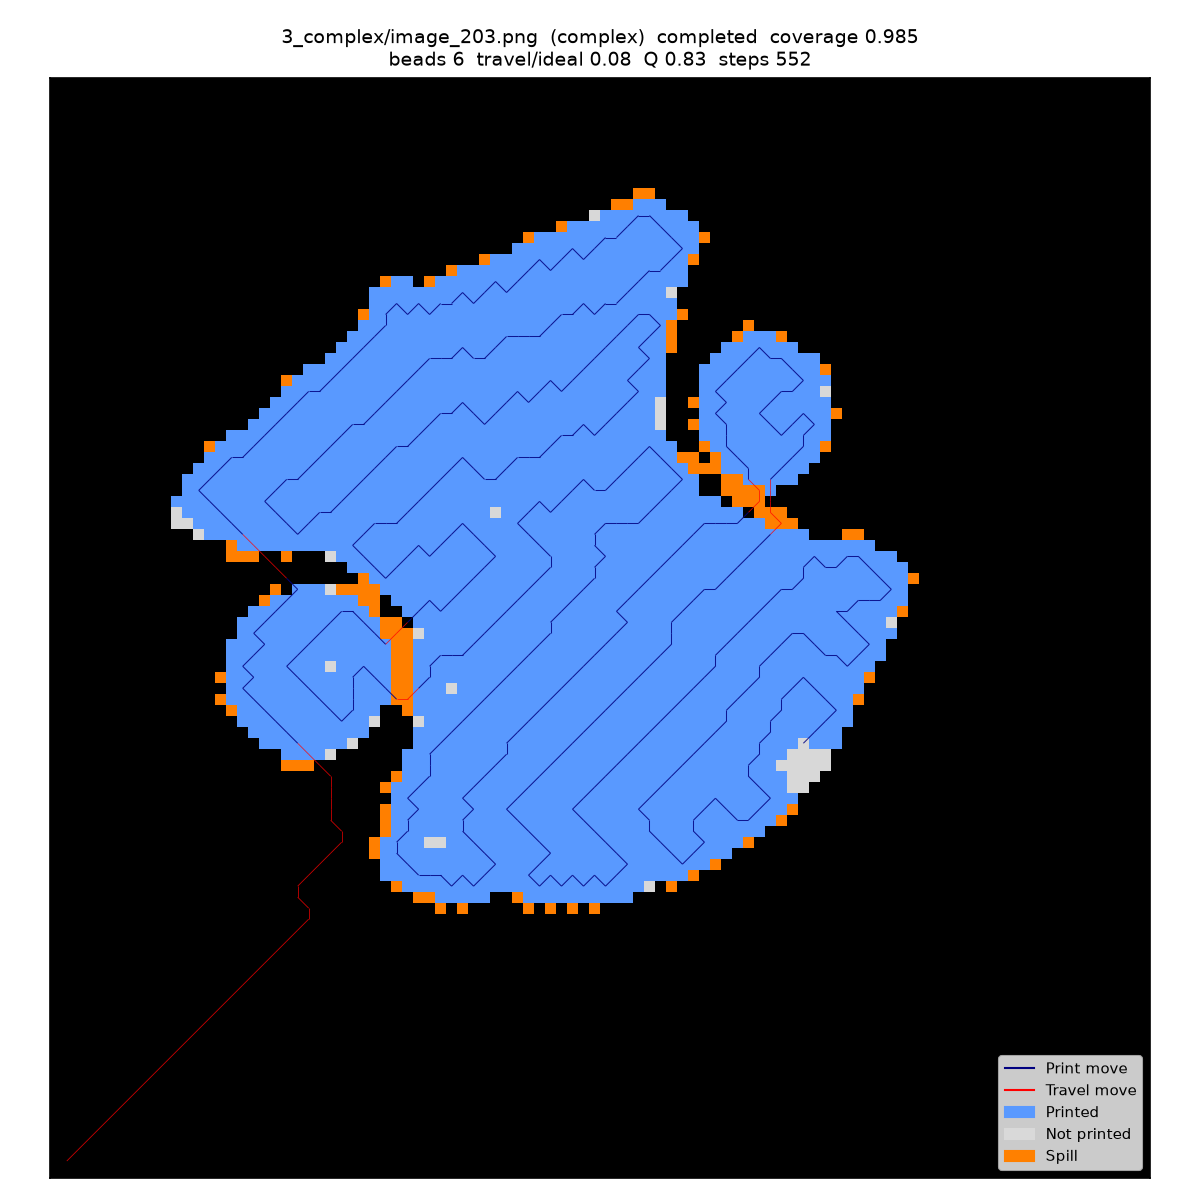 3_complex/image_203.png  (complex)  completed  coverage 0.985
beads 6  travel/ideal 0.08  Q 0.83  steps 552
Print move
Travel move
Printed
Not printed
Spill